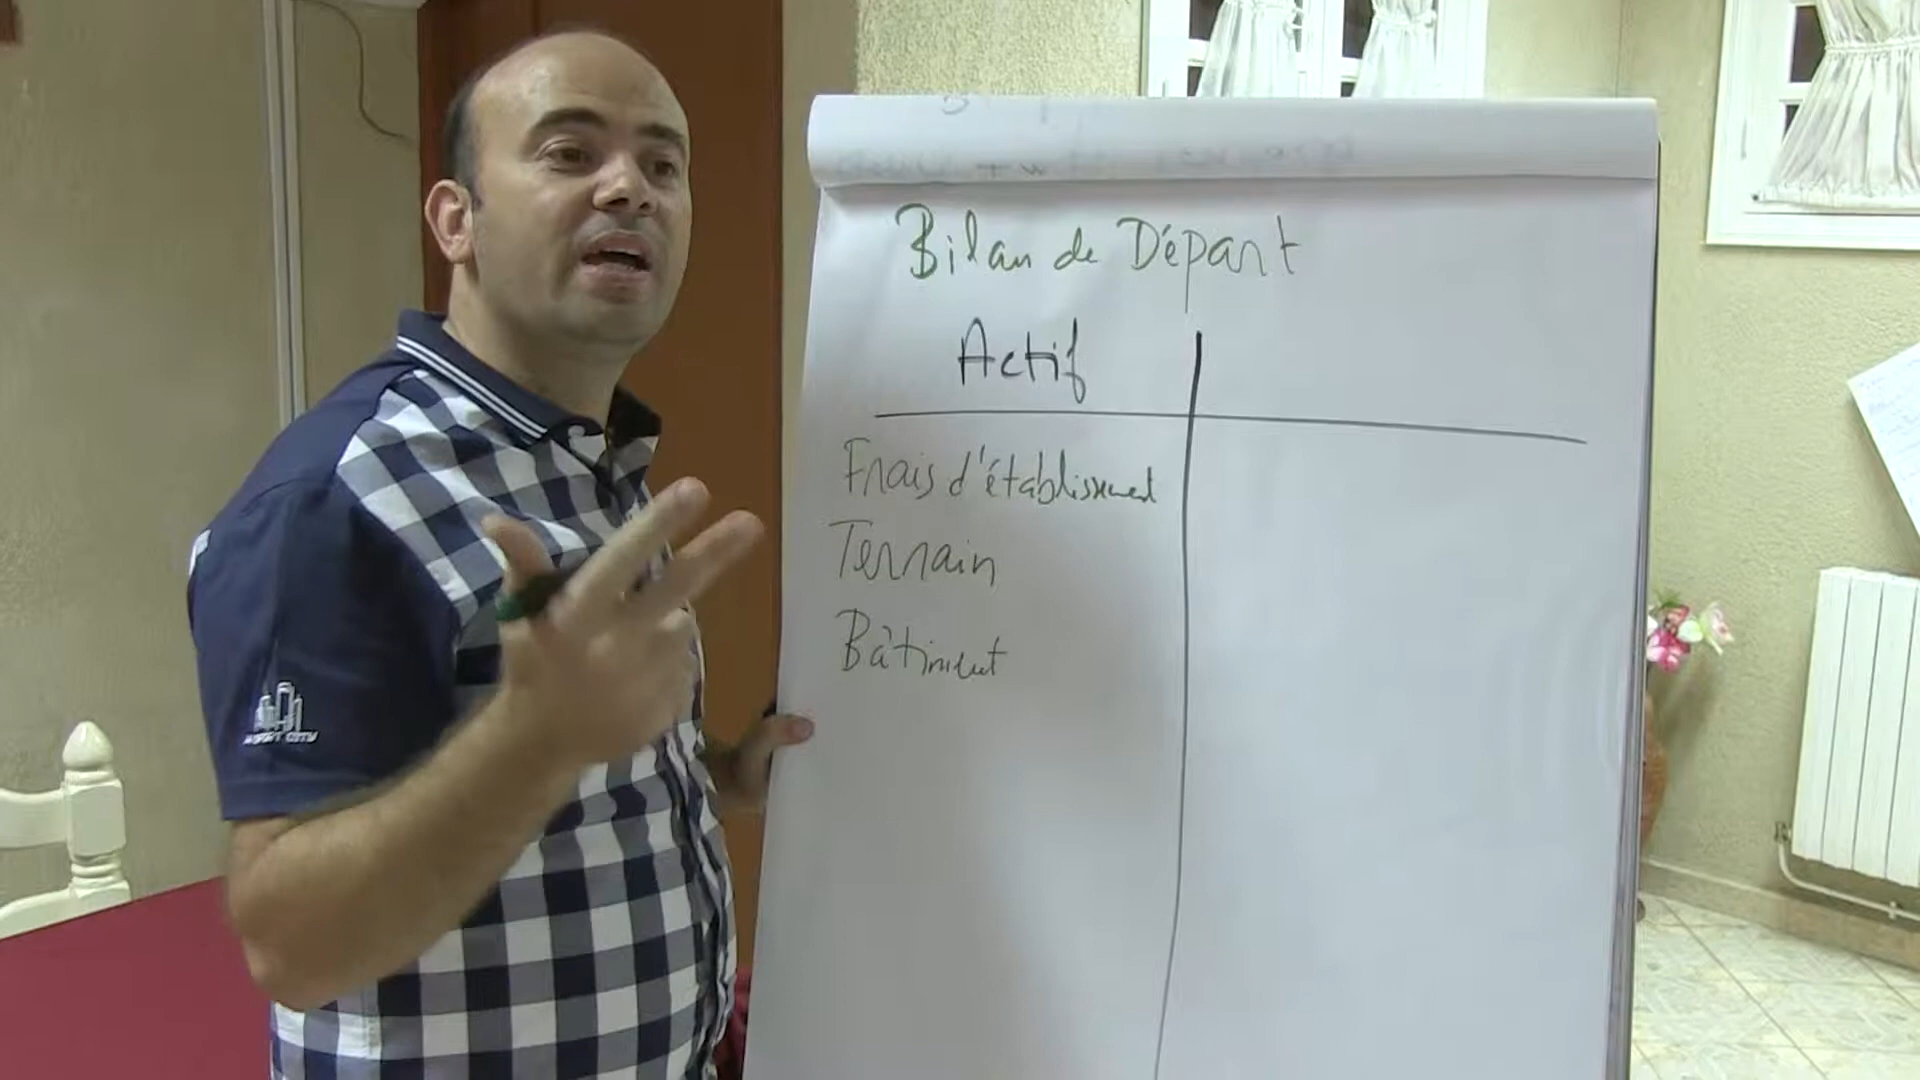 Bilan de Départ
Actif
Frais d'établissement
Terrain
Bâtiment